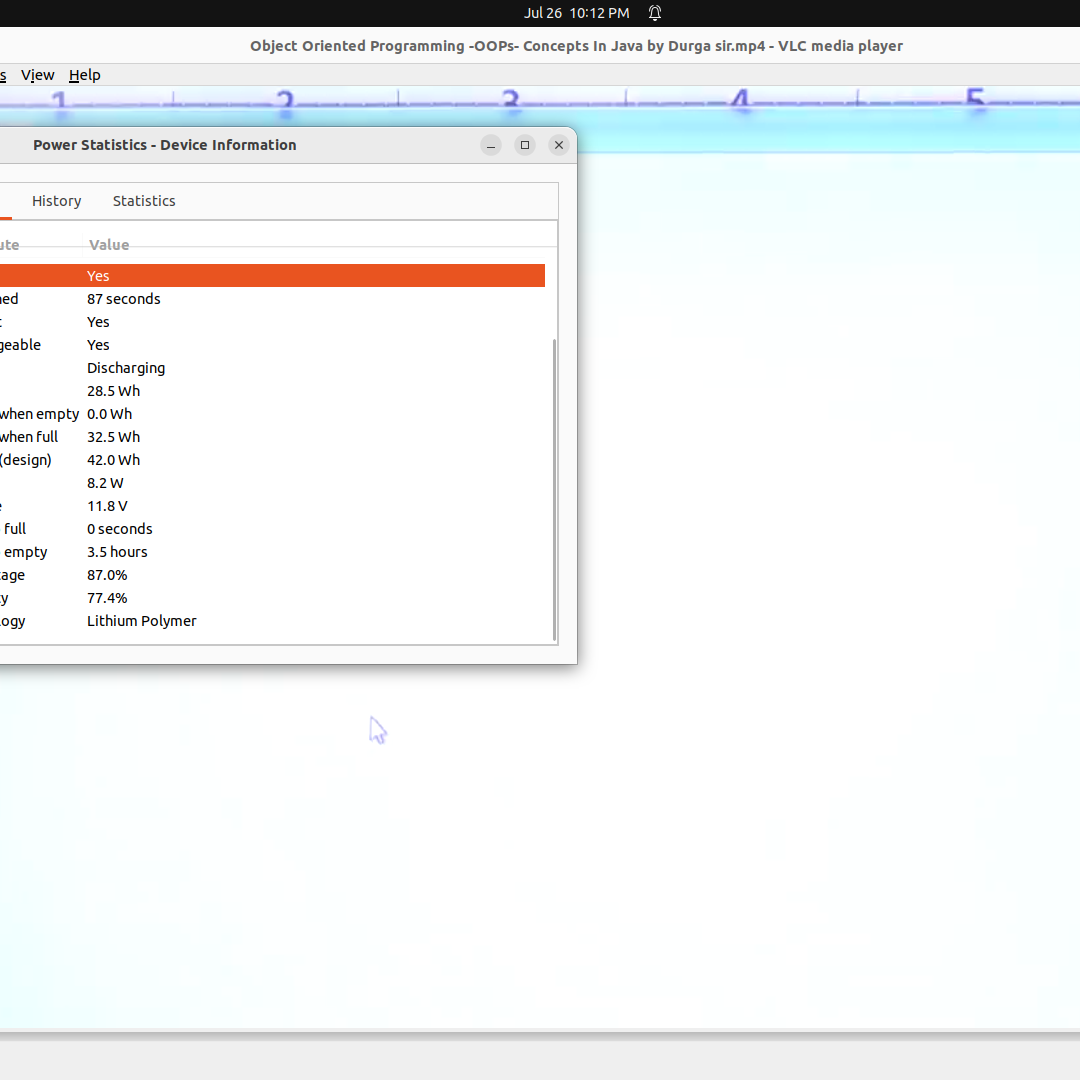 Jul 26 10:12 PM
Object Oriented Programming -OOPs- Concepts In Java by Durga sir.mp4 - VLC media player
s View Help
1 2 3 4 5
Power Statistics - Device Information
History Statistics
ute Value
Yes
ned 87 seconds
t Yes
geable Yes
Discharging
28.5 Wh
when empty 0.0 Wh
when full 32.5 Wh
(design) 42.0 Wh
8.2 W
e 11.8 V
full 0 seconds
empty 3.5 hours
tage 87.0%
ty 77.4%
logy Lithium Polymer